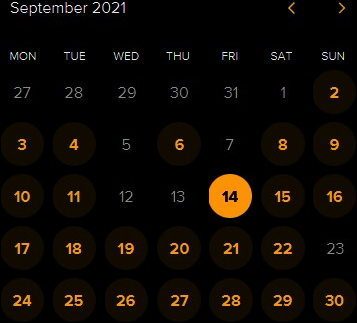 September 2021
MON TUE WED THU FRI SAT SUN
27 28 29 30 31 1 2
3 4 5 6 7 8 9
10 11 12 13 14 15 16
17 18 19 20 21 22 23
24 25 26 27 28 29 30